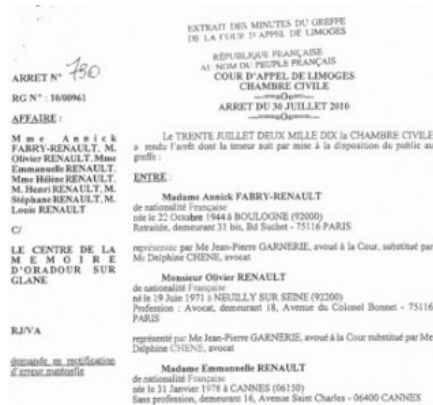 EXTRAIT DES MINUTES DU GREFFE
DE LA COUR D'APPEL DE LIMOGES
RÉPUBLIQUE FRANÇAISE
AU NOM DU PEUPLE FRANÇAIS
COUR D'APPEL DE LIMOGES
CHAMBRE CIVILE
---==oOo==---
ARRET DU 30 JUILLET 2010
---==oOo==---
ARRET N° 790
RG N° : 10/00961
AFFAIRE :
Mme Annick
FABRY-RENAULT, M.
Olivier RENAULT, Mme
Emmanuelle RENAULT,
Mme Hélène RENAULT,
M. Henri RENAULT, M.
Stéphane RENAULT, M.
Louis RENAULT
C/
LE CENTRE DE LA
MEMOIRE
D'ORADOUR SUR
GLANE
RJ/VA
demande en rectification
d'erreur matérielle
Le TRENTE JUILLET DEUX MILLE DIX la CHAMBRE CIVILE
a rendu l'arrêt dont la teneur suit par mise à la disposition du public au
greffe :
ENTRE :
Madame Annick FABRY-RENAULT
de nationalité Française
née le 22 Octobre 1944 à BOULOGNE (92000)
Retraitée, demeurant 31 bis, Bd Suchet - 75116 PARIS
représentée par Me Jean-Pierre GARNERIE, avoué à la Cour, substitué par
Me Delphine CHENE, avocat
Monsieur Olivier RENAULT
de nationalité Française
né le 19 Juin 1971 à NEUILLY SUR SEINE (92200)
Profession : Avocat, demeurant 18, Avenue du Colonel Bonnet - 75116
PARIS
représenté par Me Jean-Pierre GARNERIE, avoué à la Cour substitué par Me
Delphine CHENE, avocat
Madame Emmanuelle RENAULT
de nationalité Française
née le 31 Janvier 1978 à CANNES (06150)
Sans profession, demeurant 16, Avenue Saint Charles - 06400 CANNES